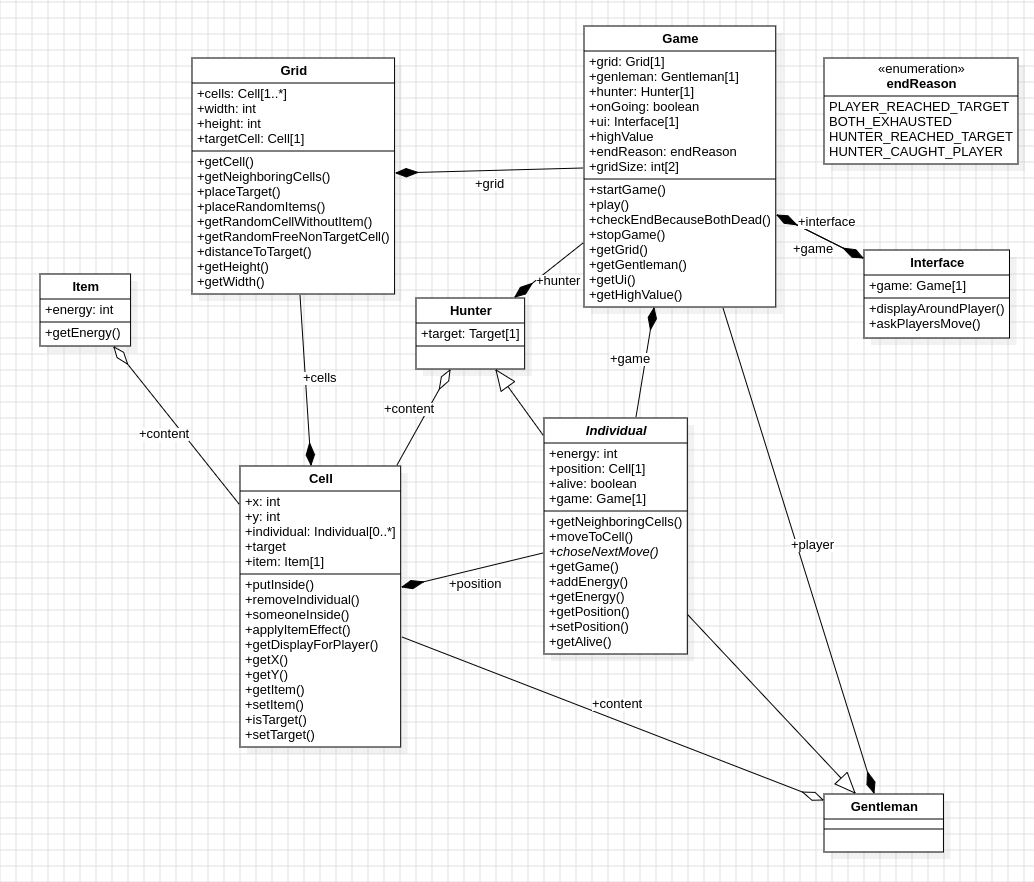 Game
+grid: Grid[1]
+genleman: Gentleman[1]
+hunter: Hunter[1]
+onGoing: boolean
+ui: Interface[1]
+highValue
+endReason: endReason
+gridSize: int[2]
+startGame()
+play()
+checkEndBecauseBothDead()
+stopGame()
+getGrid()
+getGentleman()
+getUi()
+getHighValue()
«enumeration»
endReason
PLAYER_REACHED_TARGET
BOTH_EXHAUSTED
HUNTER_REACHED_TARGET
HUNTER_CAUGHT_PLAYER
Grid
+cells: Cell[1..*]
+width: int
+height: int
+targetCell: Cell[1]
+getCell()
+getNeighboringCells()
+placeTarget()
+placeRandomItems()
+getRandomCellWithoutItem()
+getRandomFreeNonTargetCell()
+distanceToTarget()
+getHeight()
+getWidth()
+grid
+interface
+game
Interface
+game: Game[1]
+displayAroundPlayer()
+askPlayersMove()
Item
+energy: int
+getEnergy()
+hunter
Hunter
+target: Target[1]
+game
+cells
+content
+content
Individual
+energy: int
+position: Cell[1]
+alive: boolean
+game: Game[1]
+getNeighboringCells()
+moveToCell()
+choseNextMove()
+getGame()
+addEnergy()
+getEnergy()
+getPosition()
+setPosition()
+getAlive()
Cell
+x: int
+y: int
+individual: Individual[0..*]
+target
+item: Item[1]
+putInside()
+removeIndividual()
+someoneInside()
+applyItemEffect()
+getDisplayForPlayer()
+getX()
+getY()
+getItem()
+setItem()
+isTarget()
+setTarget()
+position
+player
+content
Gentleman